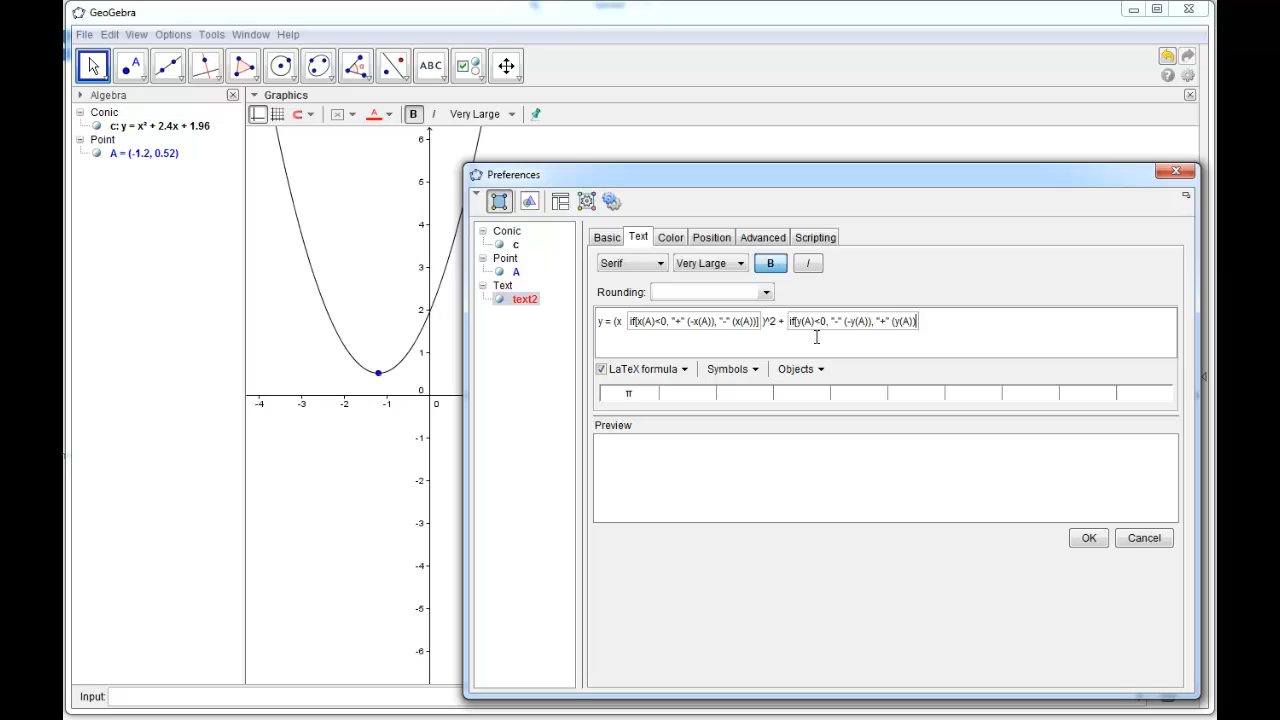 GeoGebra
File Edit View Options Tools Window Help
A
ABC
Algebra
Graphics
A B I Very Large
Conic
c: y = x² + 2.4x + 1.96
Point
A = (-1.2, 0.52)
6
5
4
3
2
1
0
-4 -3 -2 -1 0
-1
-2
-3
-4
-5
-6
Preferences
Conic
c
Point
A
Text
text2
Basic Text Color Position Advanced Scripting
Serif Very Large B I
Rounding:
y = (x if[x(A)<0, "+" (-x(A)), "-" (x(A))] )^2 + if[y(A)<0, "-" (-y(A)), "+" (y(A))
LaTeX formula Symbols Objects
π
Preview
OK Cancel
Input: